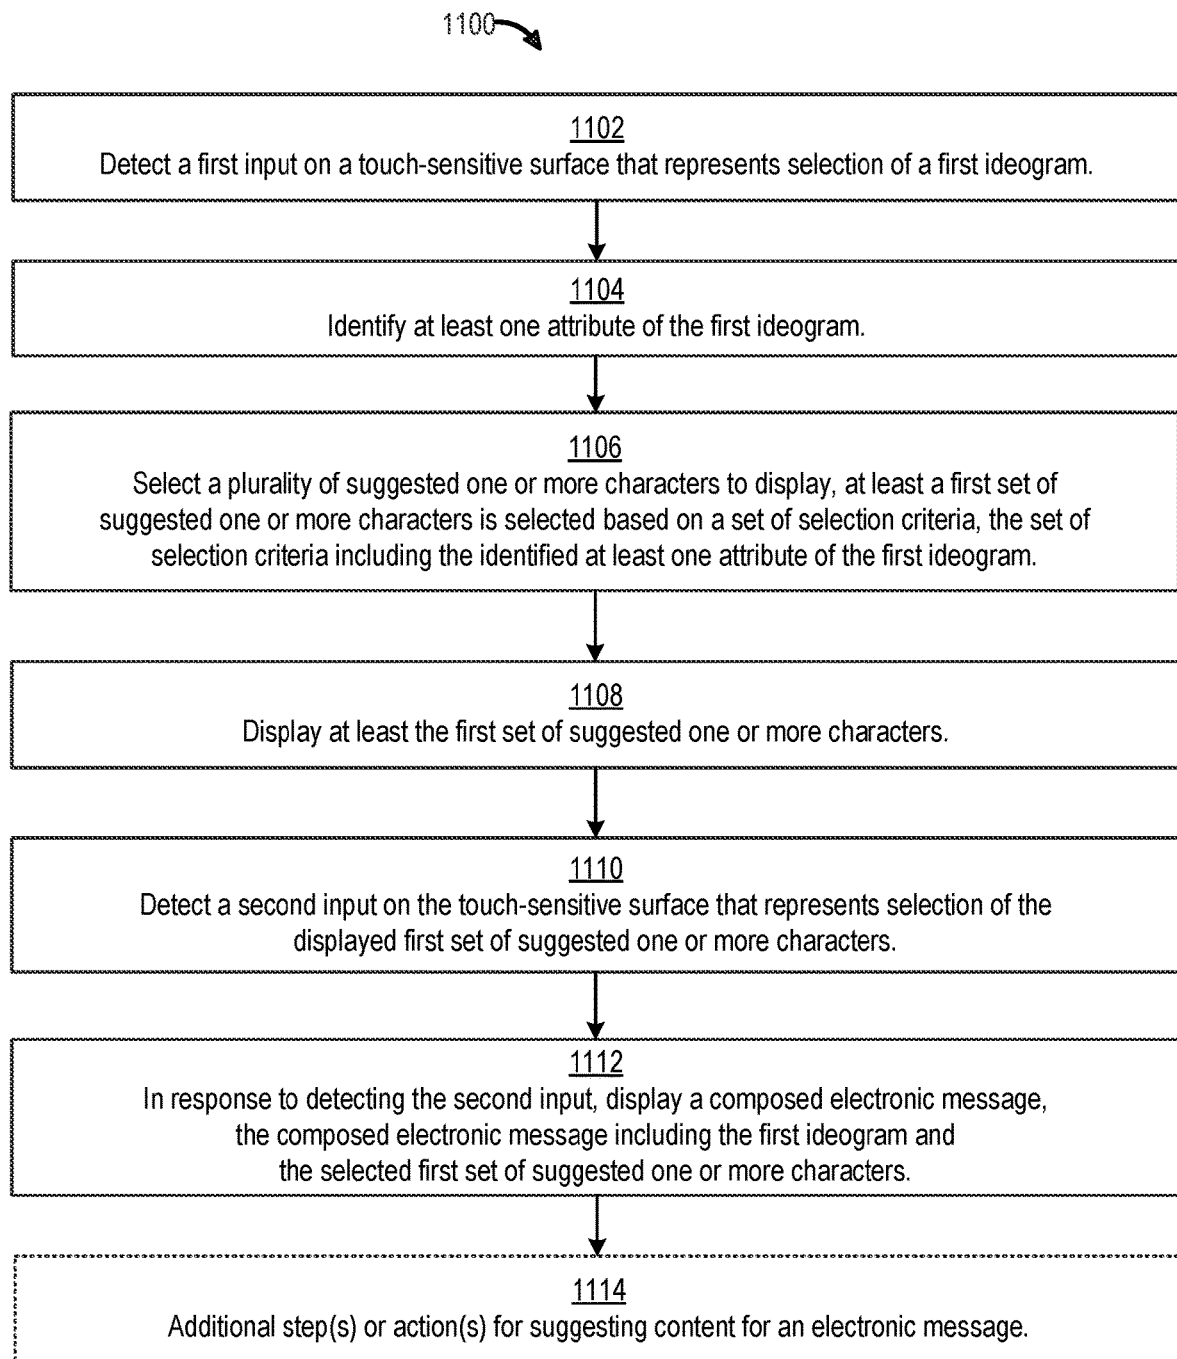 1100
1102
Detect a first input on a touch-sensitive surface that represents selection of a first ideogram.
1104
Identify at least one attribute of the first ideogram.
1106
Select a plurality of suggested one or more characters to display, at least a first set of
suggested one or more characters is selected based on a set of selection criteria, the set of
selection criteria including the identified at least one attribute of the first ideogram.
1108
Display at least the first set of suggested one or more characters.
1110
Detect a second input on the touch-sensitive surface that represents selection of the
displayed first set of suggested one or more characters.
1112
In response to detecting the second input, display a composed electronic message,
the composed electronic message including the first ideogram and
the selected first set of suggested one or more characters.
1114
Additional step(s) or action(s) for suggesting content for an electronic message.